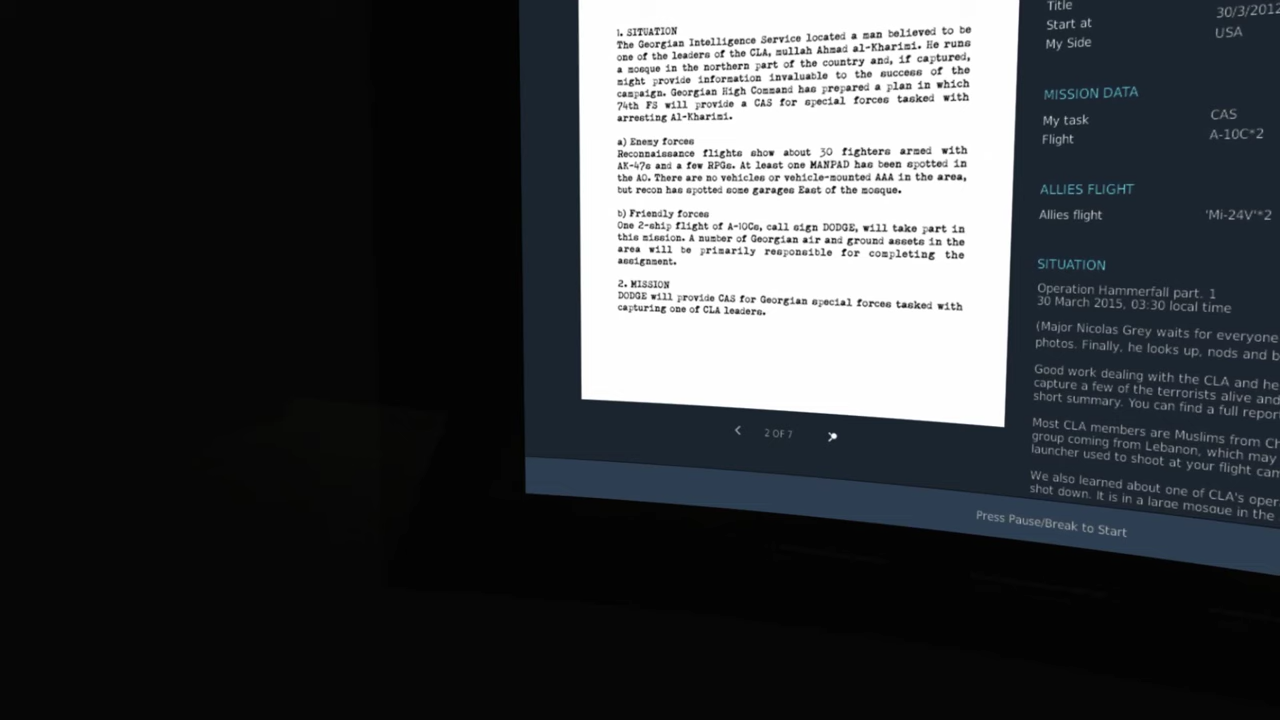 1. SITUATION
The Georgian Intelligence Service located a man believed to be
one of the leaders of the CLA, mullah Ahmad al-Kharimi. He runs
a mosque in the northern part of the country and, if captured,
might provide information invaluable to the success of the
campaign. Georgian High Command has prepared a plan in which
74th FS will provide a CAS for special forces tasked with
arresting Al-Kharimi.
a) Enemy forces
Reconnaissance flights show about 30 fighters armed with
AK-47s and a few RPGs. At least one MANPAD has been spotted in
the AO. There are no vehicles or vehicle-mounted AAA in the area,
but recon has spotted some garages East of the mosque.
b) Friendly forces
One 2-ship flight of A-10Cs, call sign DODGE, will take part in
this mission. A number of Georgian air and ground assets in the
area will be primarily responsible for completing the
assignment.
2. MISSION
DODGE will provide CAS for Georgian special forces tasked with
capturing one of CLA leaders.
2 OF 7
Title
Start at 30/3/2012
My Side USA
MISSION DATA
My task CAS
Flight A-10C*2
ALLIES FLIGHT
Allies flight 'Mi-24V'*2
SITUATION
Operation Hammerfall part. 1
30 March 2015, 03:30 local time
(Major Nicolas Grey waits for everyone
photos. Finally, he looks up, nods and b
Good work dealing with the CLA and he
capture a few of the terrorists alive and
short summary. You can find a full repor
Most CLA members are Muslims from Ch
group coming from Lebanon, which may
launcher used to shoot at your flight cam
We also learned about one of CLA's oper
shot down. It is in a large mosque in the
Press Pause/Break to Start